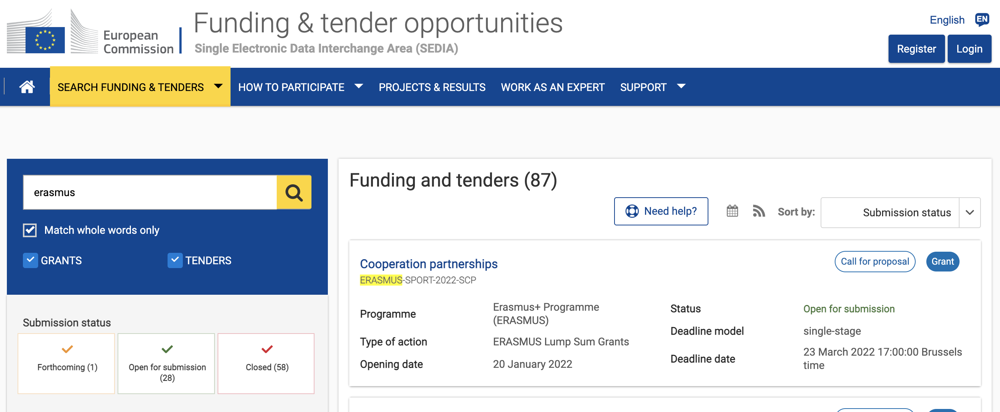 European
Commission
Funding & tender opportunities
Single Electronic Data Interchange Area (SEDIA)
English EN
Register Login
SEARCH FUNDING & TENDERS HOW TO PARTICIPATE PROJECTS & RESULTS WORK AS AN EXPERT SUPPORT
erasmus
Match whole words only
GRANTS TENDERS
Submission status
Forthcoming (1)
Open for submission
(28)
Closed (58)
Funding and tenders (87)
Need help? Sort by: Submission status
Cooperation partnerships Call for proposal Grant
ERASMUS-SPORT-2022-SCP
Programme Erasmus+ Programme
(ERASMUS)
Type of action ERASMUS Lump Sum Grants
Opening date 20 January 2022
Status Open for submission
Deadline model single-stage
Deadline date 23 March 2022 17:00:00 Brussels
time